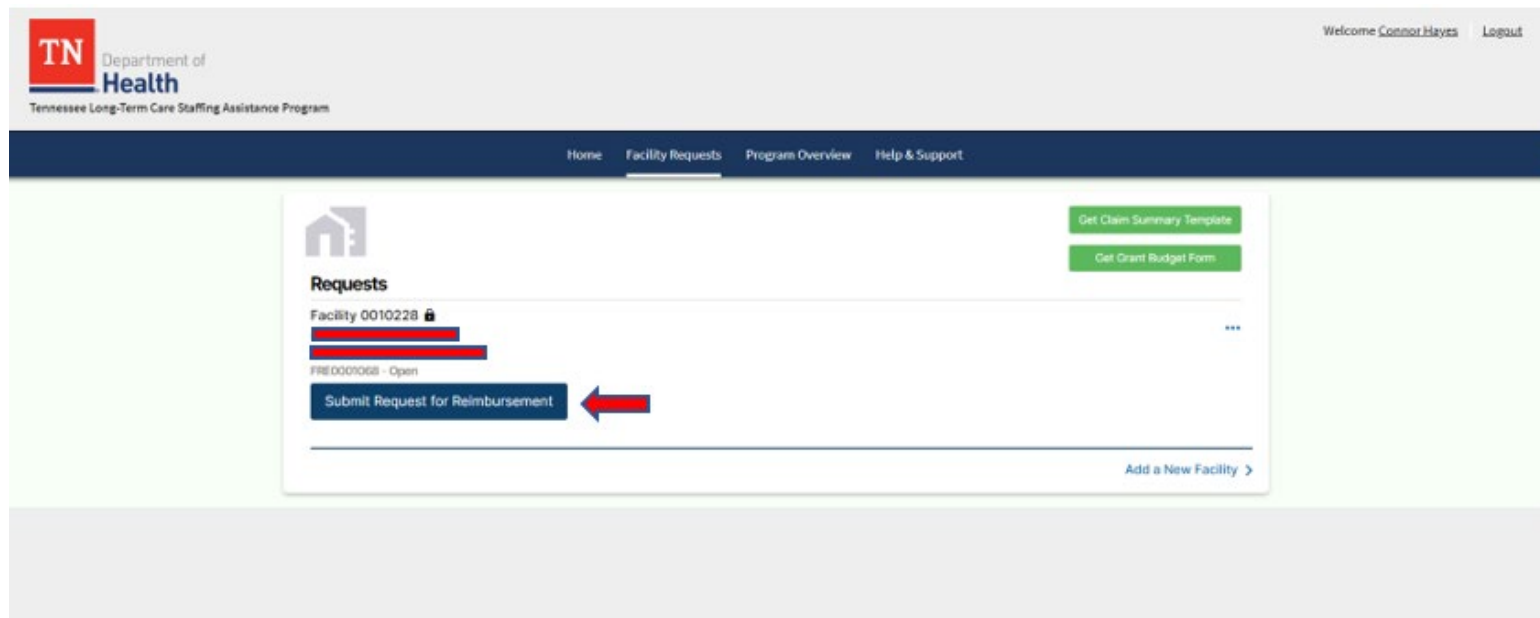 Welcome Connor Hayes Logout
TN
Department of
Health
Tennessee Long-Term Care Staffing Assistance Program
Home Facility Requests Program Overview Help & Support
Get Claim Summary Template
Get Grant Budget Form
Requests
Facility 0010228
...
FRE0001068 - Open
Submit Request for Reimbursement
Add a New Facility >